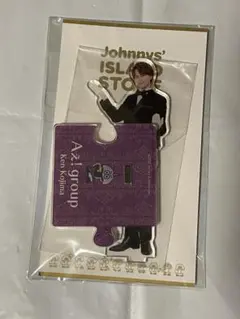 Johnnys'
ISLAND
STORE
Aぇ! group
Ken Kojima